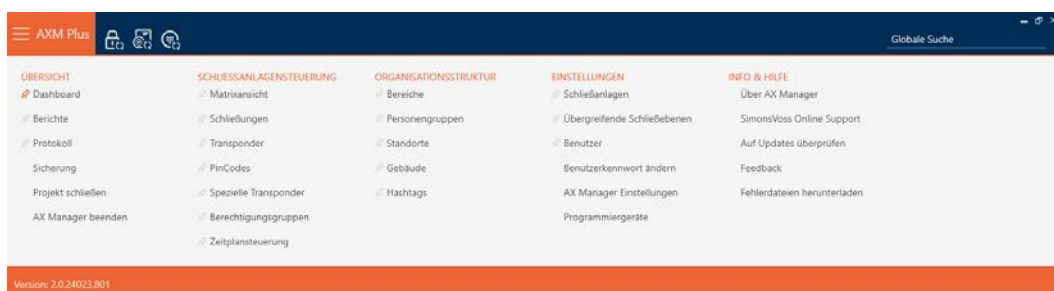 AXM Plus
Globale Suche
ÜBERSICHT
Dashboard
Berichte
Protokoll
Sicherung
Projekt schließen
AX Manager beenden
SCHLIESSANLAGENSTEUERUNG
Matrixansicht
Schließungen
Transponder
PinCodes
Spezielle Transponder
Berechtigungsgruppen
Zeitplansteuerung
ORGANISATIONSSTRUKTUR
Bereiche
Personengruppen
Standorte
Gebäude
Hashtags
EINSTELLUNGEN
Schließanlagen
Übergreifende Schließebenen
Benutzer
Benutzerkennwort ändern
AX Manager Einstellungen
Programmiergeräte
INFO & HILFE
Über AX Manager
SimonsVoss Online Support
Auf Updates überprüfen
Feedback
Fehlerdateien herunterladen
Version: 2.0.24023.801